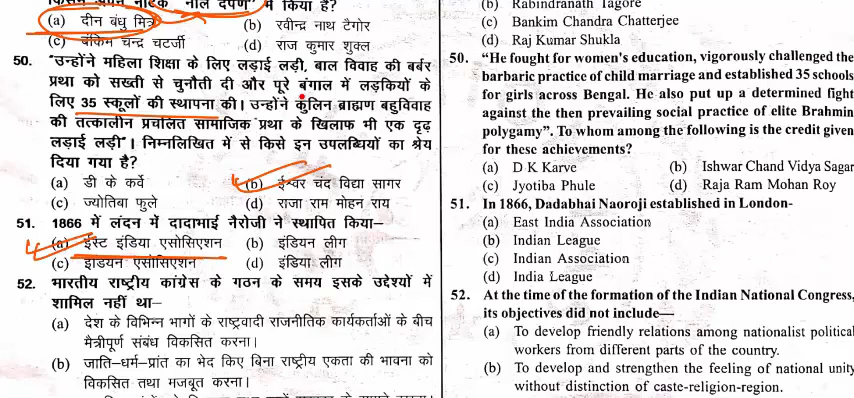 किसने अपने नाटक 'नील दर्पण' में किया है?
(a) दीन बंधु मित्र (b) रवीन्द्र नाथ टैगोर
(c) बंकिम चन्द्र चटर्जी (d) राज कुमार शुक्ल
50. "उन्होंने महिला शिक्षा के लिए लड़ाई लड़ी, बाल विवाह की बर्बर
प्रथा को सख्ती से चुनौती दी और पूरे बंगाल में लड़कियों के
लिए 35 स्कूलों की स्थापना की। उन्होंने कुलिन ब्राह्मण बहुविवाह
की तत्कालीन प्रचलित सामाजिक प्रथा के खिलाफ भी एक दृढ़
लड़ाई लड़ी"। निम्नलिखित में से किसे इन उपलब्धियों का श्रेय
दिया गया है?
(a) डी के कर्वे (b) ईश्वर चंद विद्या सागर
(c) ज्योतिबा फुले (d) राजा राम मोहन राय
51. 1866 में लंदन में दादाभाई नैरोजी ने स्थापित किया—
(a) ईस्ट इंडिया एसोसिएशन (b) इंडियन लीग
(c) इंडियन एसोसिएशन (d) इंडिया लीग
52. भारतीय राष्ट्रीय कांग्रेस के गठन के समय इसके उद्देश्यों में
शामिल नहीं था—
(a) देश के विभिन्न भागों के राष्ट्रवादी राजनीतिक कार्यकर्ताओं के बीच
मैत्रीपूर्ण संबंध विकसित करना।
(b) जाति–धर्म–प्रांत का भेद किए बिना राष्ट्रीय एकता की भावना को
विकसित तथा मजबूत करना।
(b) Rabindranath Tagore
(c) Bankim Chandra Chatterjee
(d) Raj Kumar Shukla
50. "He fought for women's education, vigorously challenged the
barbaric practice of child marriage and established 35 schools
for girls across Bengal. He also put up a determined fight
against the then prevailing social practice of elite Brahmin
polygamy". To whom among the following is the credit given
for these achievements?
(a) D K Karve (b) Ishwar Chand Vidya Sagar
(c) Jyotiba Phule (d) Raja Ram Mohan Roy
51. In 1866, Dadabhai Naoroji established in London-
(a) East India Association
(b) Indian League
(c) Indian Association
(d) India League
52. At the time of the formation of the Indian National Congress,
its objectives did not include—
(a) To develop friendly relations among nationalist political
workers from different parts of the country.
(b) To develop and strengthen the feeling of national unity
without distinction of caste-religion-region.